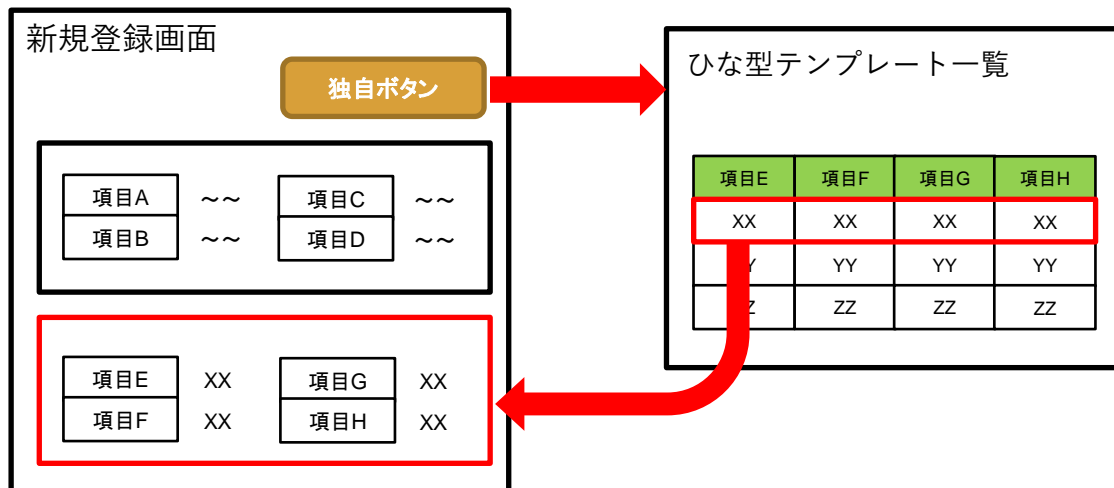 新規登録画面
独自ボタン
項目A ~~ 項目C ~~
項目B ~~ 項目D ~~
項目E XX 項目G XX
項目F XX 項目H XX
ひな型テンプレート一覧
項目E 項目F 項目G 項目H
XX XX XX XX
YY YY YY
ZZ ZZ ZZ